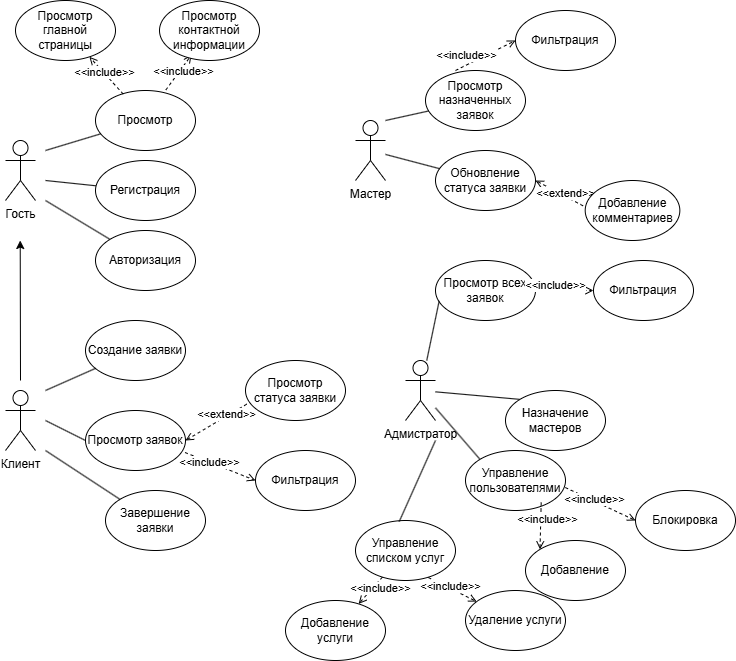 Просмотр
главной
страницы
Просмотр
контактной
информации
<<include>>
<<include>>
Просмотр
Гость
Регистрация
Авторизация
Создание заявки
Просмотр
статуса заявки
<<extend>>
Просмотр заявок
<<include>>
Клиент
Фильтрация
Завершение
заявки
Фильтрация
<<include>>
Просмотр
назначенных
заявок
Мастер
Обновление
статуса заявки
<<extend>>
Добавление
комментариев
Просмотр всех
заявок
<<include>>
Фильтрация
Адмистратор
Назначение
мастеров
Управление
пользователями
<<include>>
<<include>>
Блокировка
Управление
списком услуг
Добавление
<<include>>
<<include>>
Добавление
услуги
Удаление услуги